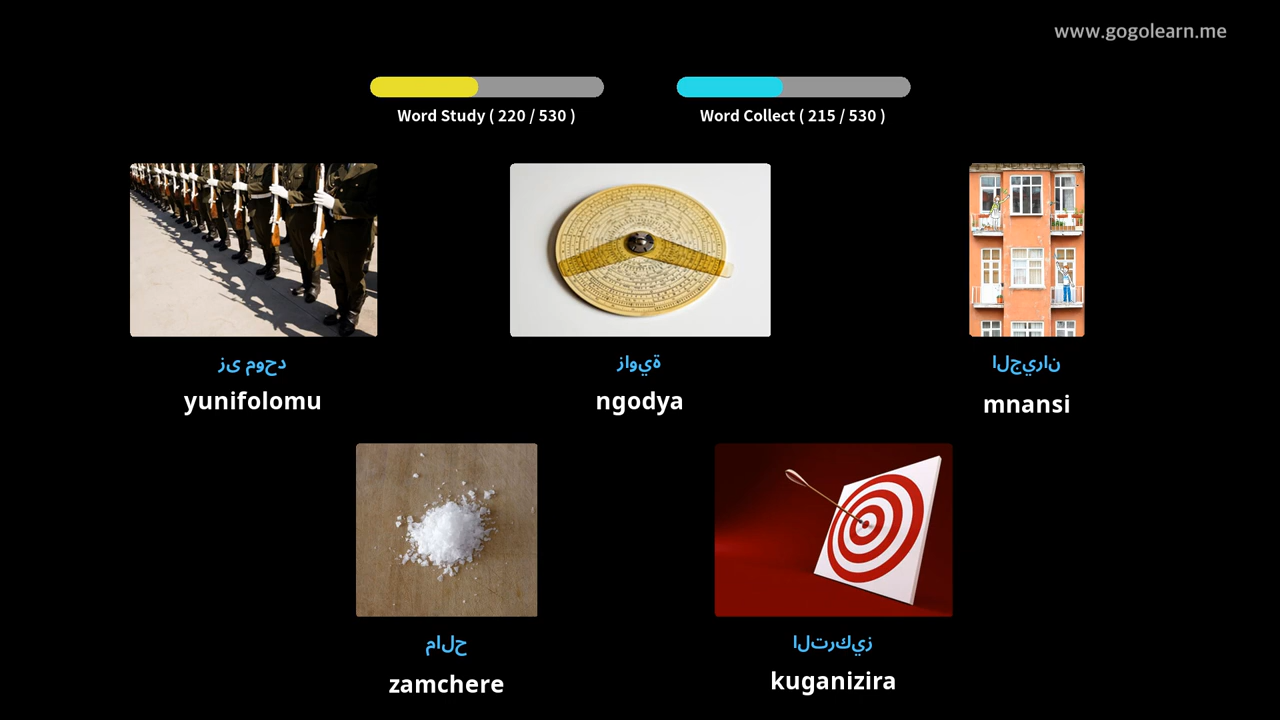 www.gogolearn.me
Word Study ( 220 / 530 )
Word Collect ( 215 / 530 )
زى موحد
yunifolomu
زاوية
ngodya
الجيران
mnansi
مالح
zamchere
التركيز
kuganizira